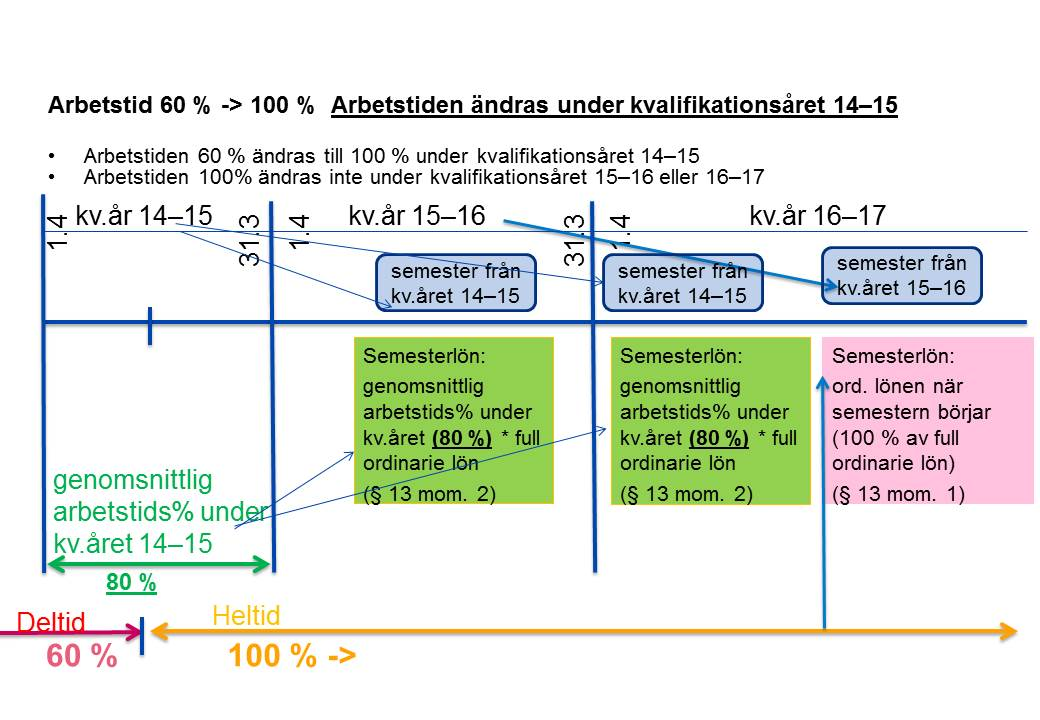 Arbetstid 60 % -> 100 % Arbetstiden ändras under kvalifikationsåret 14–15
• Arbetstiden 60 % ändras till 100 % under kvalifikationsåret 14–15
• Arbetstiden 100% ändras inte under kvalifikationsåret 15–16 eller 16–17
1.4
kv.år 14–15
31.3
1.4
kv.år 15–16
31.3
1.4
kv.år 16–17
semester från
kv.året 14–15
semester från
kv.året 14–15
semester från
kv.året 15–16
Semesterlön:
genomsnittlig
arbetstids% under
kv.året (80 %) * full
ordinarie lön
(§ 13 mom. 2)
Semesterlön:
genomsnittlig
arbetstids% under
kv.året (80 %) * full
ordinarie lön
(§ 13 mom. 2)
Semesterlön:
ord. lönen när
semestern börjar
(100 % av full
ordinarie lön)
(§ 13 mom. 1)
genomsnittlig
arbetstids% under
kv.året 14–15
80 %
Deltid
60 %
Heltid
100 % ->